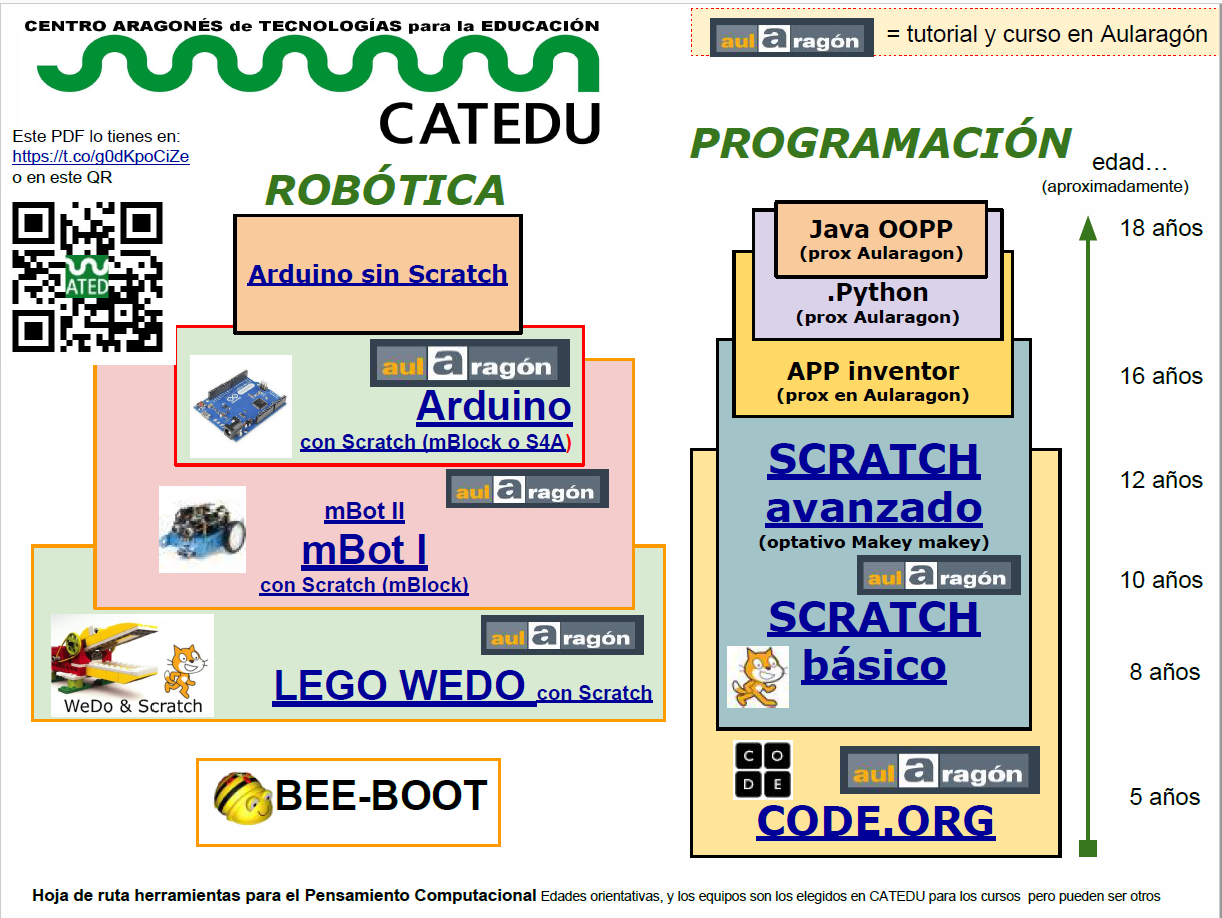 CENTRO ARAGONÉS de TECNOLOGÍAS para la EDUCACIÓN
CATEDU
aulAragón = tutorial y curso en Aularagón
Este PDF lo tienes en:
https://t.co/g0dKpoCiZe
o en este QR
ATED
ROBÓTICA
Arduino sin Scratch
aulAragón
Arduino
con Scratch (mBlock o S4A)
aulAragón
mBot II
mBot I
con Scratch (mBlock)
aulAragón
WeDo & Scratch
LEGO WEDO con Scratch
BEE-BOOT
PROGRAMACIÓN
edad…
(aproximadamente)
Java OOPP
(prox Aularagon)
.Python
(prox Aularagon)
APP inventor
(prox en Aularagon)
SCRATCH
avanzado
(optativo Makey makey)
aulAragón
SCRATCH
básico
C O
D E
aulAragón
CODE.ORG
18 años
16 años
12 años
10 años
8 años
5 años
Hoja de ruta herramientas para el Pensamiento Computacional Edades orientativas, y los equipos son los elegidos en CATEDU para los cursos pero pueden ser otros